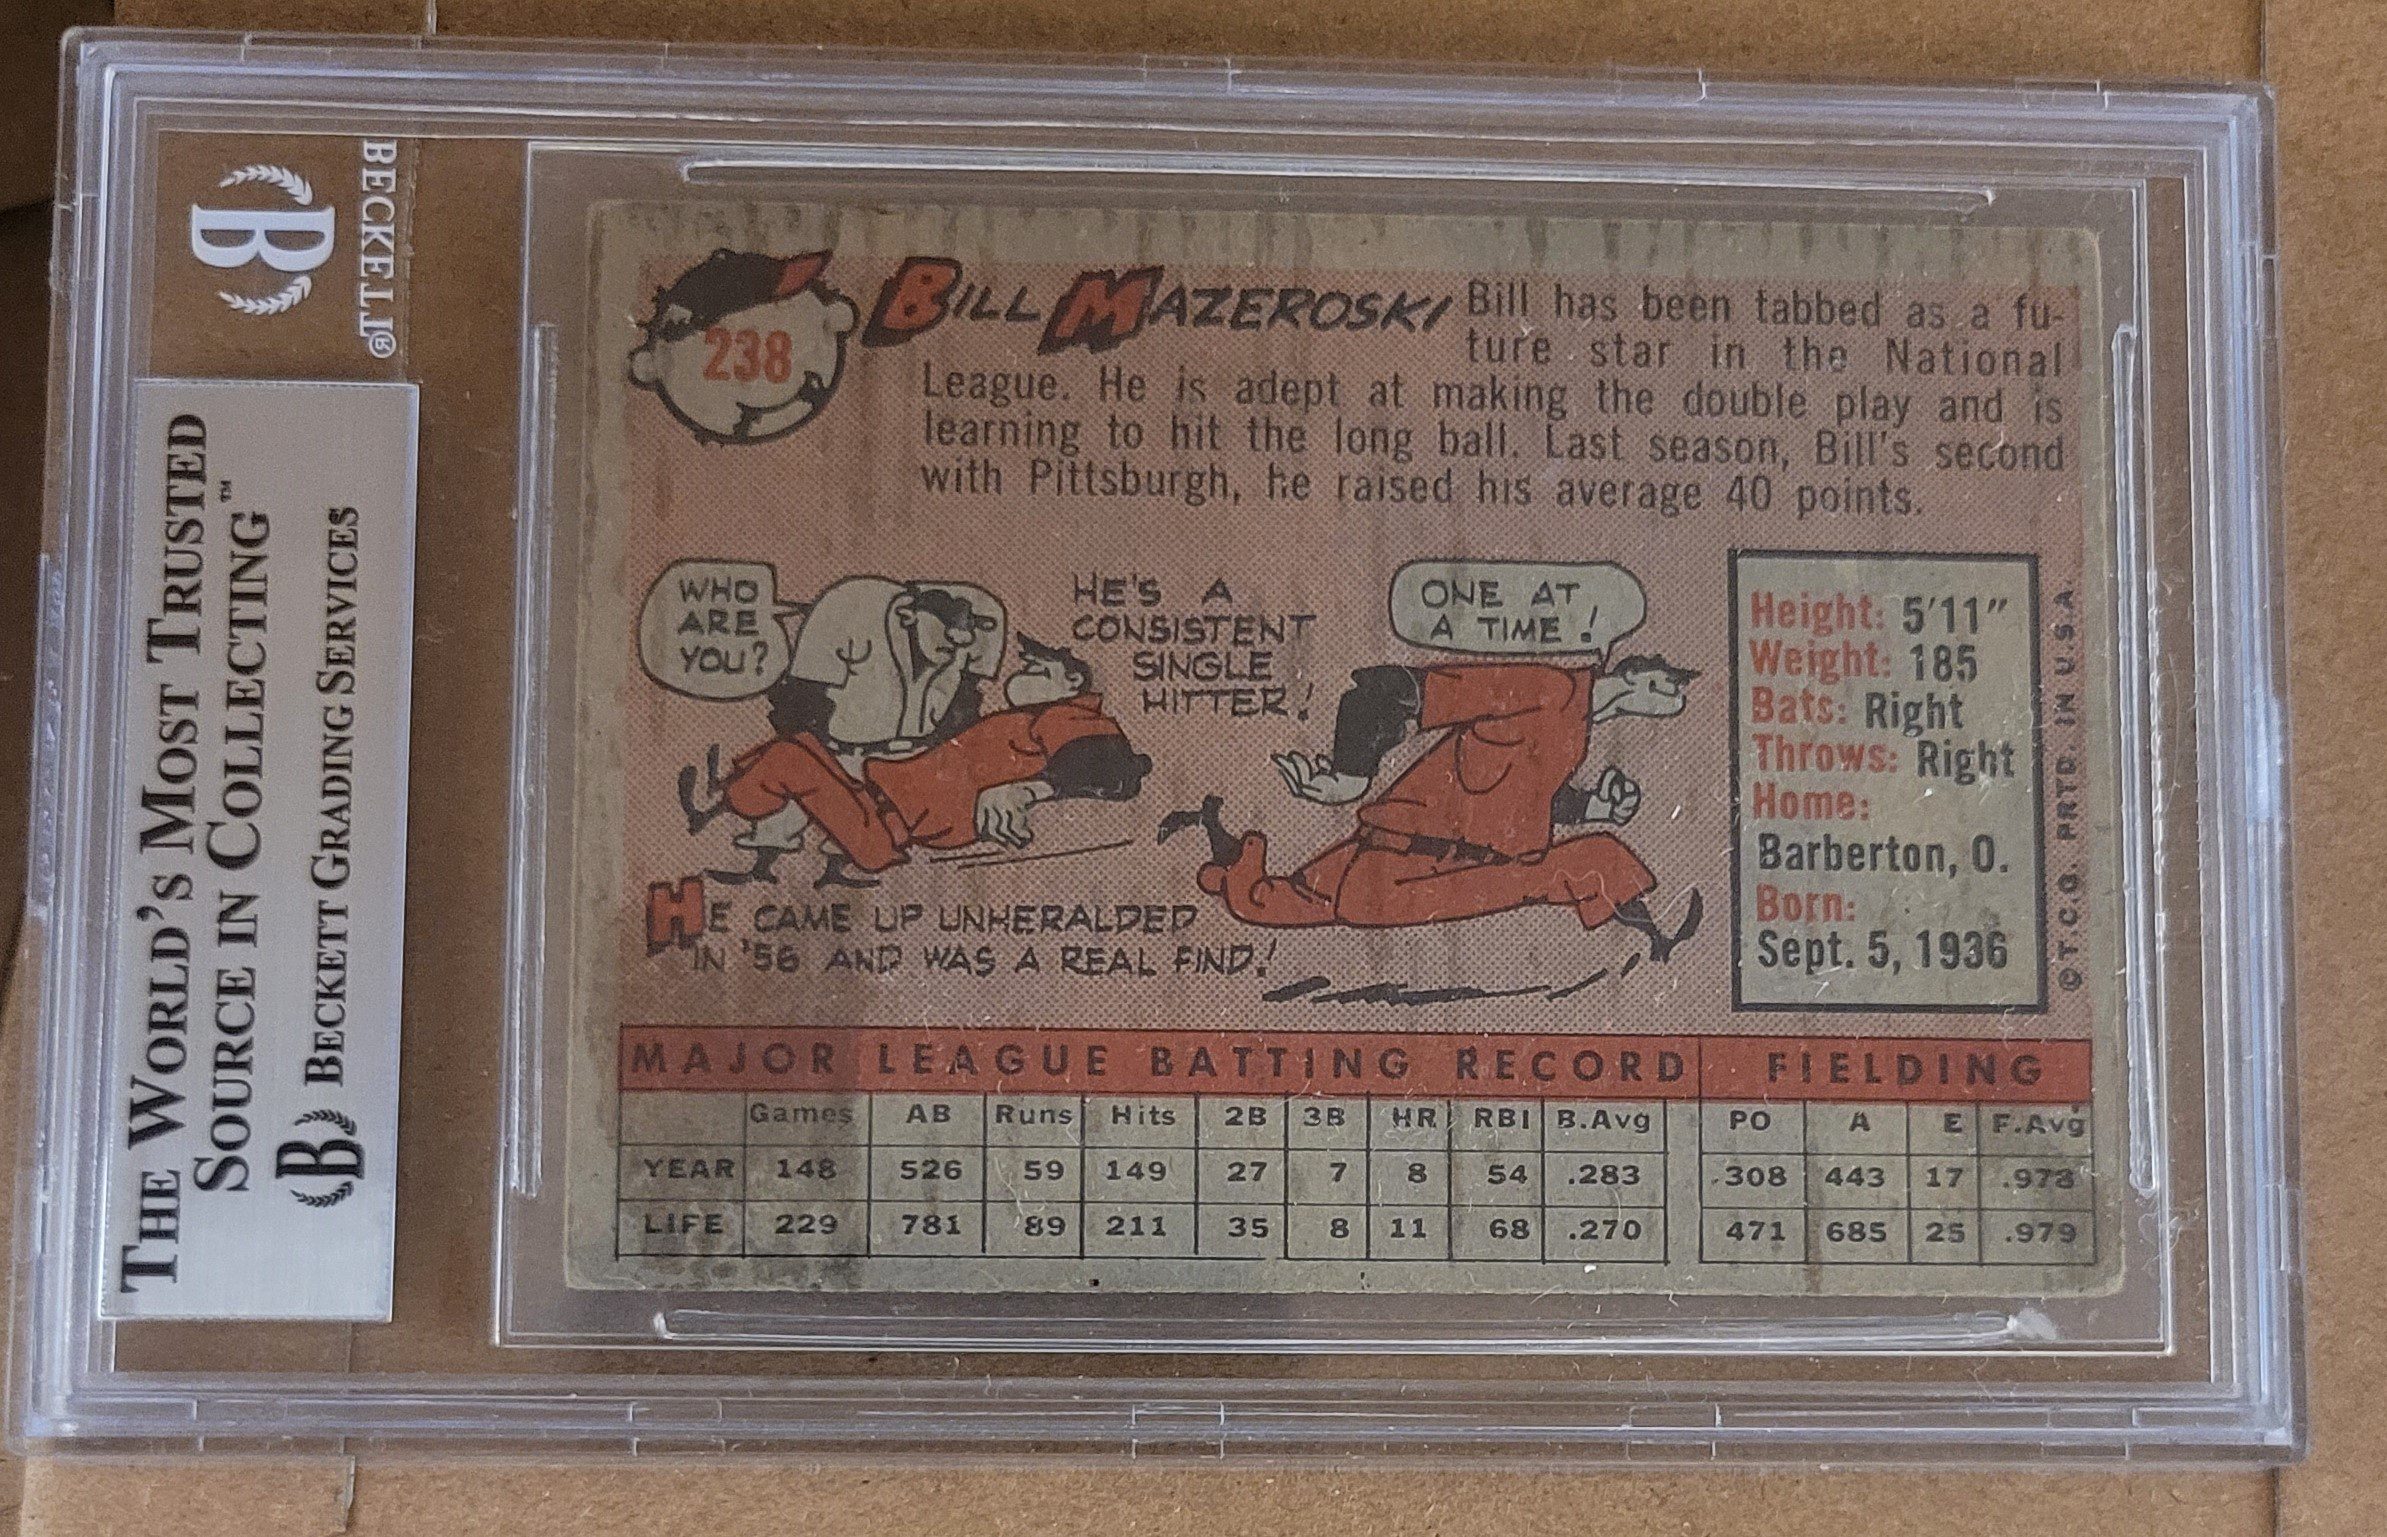 BECKETT®
B
THE WORLD'S MOST TRUSTED
SOURCE IN COLLECTING™
B BECKETT GRADING SERVICES
238
BILL MAZEROSKI
Bill has been tabbed as a fu-
ture star in the National
League. He is adept at making the double play and is
learning to hit the long ball. Last season, Bill's second
with Pittsburgh, he raised his average 40 points.
WHO
ARE
YOU?
HE'S A
CONSISTENT
SINGLE
HITTER!
ONE AT
A TIME!
HE CAME UP UNHERALDED
IN '56 AND WAS A REAL FIND!
Height: 5'11"
Weight: 185
Bats: Right
Throws: Right
Home:
Barberton, O.
Born:
Sept. 5, 1936
© T.C.G. PRTD. IN U.S.A.
MAJOR LEAGUE BATTING RECORD FIELDING
Games AB Runs Hits 2B 3B HR RBI B.Avg PO A E F.Avg
YEAR 148 526 59 149 27 7 8 54 .283 308 443 17 .978
LIFE 229 781 89 211 35 8 11 68 .270 471 685 25 .979